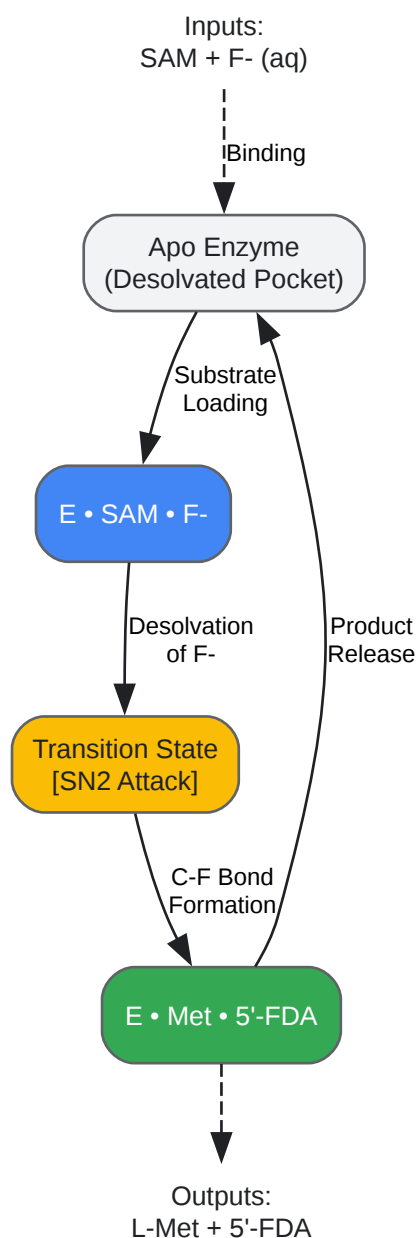 Inputs:
SAM + F- (aq)
Binding
Apo Enzyme
(Desolvated Pocket)
Substrate
Loading
E • SAM • F-
Desolvation
of F-
Product
Release
Transition State
[SN2 Attack]
C-F Bond
Formation
E • Met • 5'-FDA
Outputs:
L-Met + 5'-FDA